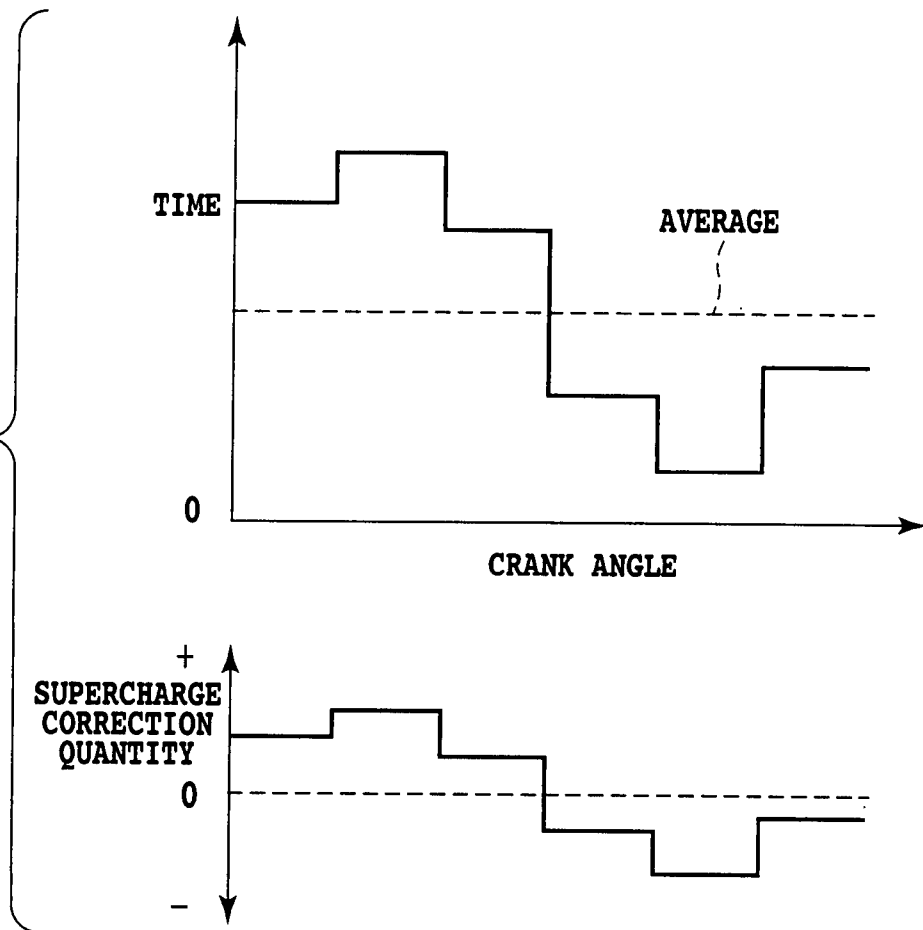 TIME
AVERAGE
0
CRANK ANGLE
+
SUPERCHARGE
CORRECTION
QUANTITY
0
−